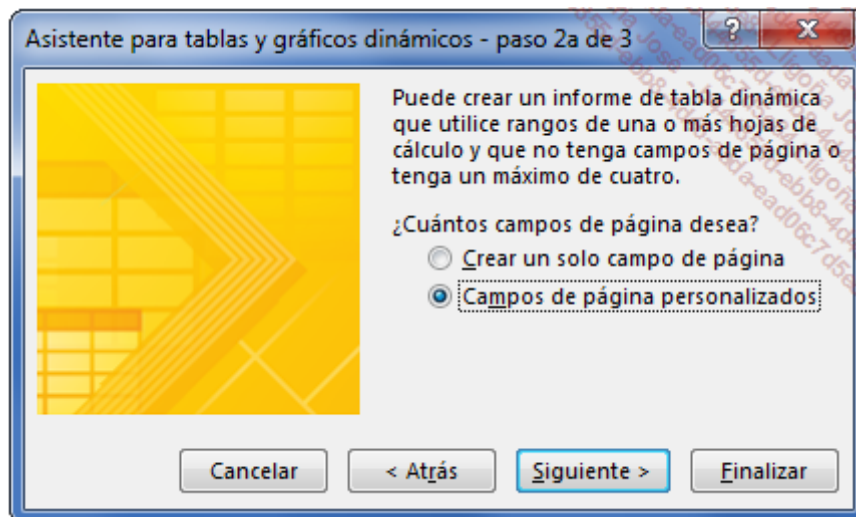 Asistente para tablas y gráficos dinámicos - paso 2a de 3
Puede crear un informe de tabla dinámica
que utilice rangos de una o más hojas de
cálculo y que no tenga campos de página o
tenga un máximo de cuatro.
¿Cuántos campos de página desea?
Crear un solo campo de página
Campos de página personalizados
Cancelar
< Atrás
Siguiente >
Finalizar